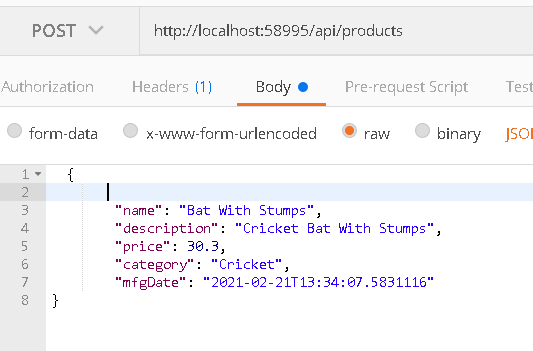 POST http://localhost:58995/api/products
Authorization Headers (1) Body Pre-request Script Test
form-data x-www-form-urlencoded raw binary JSO
1 {
2
3 "name": "Bat With Stumps",
4 "description": "Cricket Bat With Stumps",
5 "price": 30.3,
6 "category": "Cricket",
7 "mfgDate": "2021-02-21T13:34:07.5831116"
8 }